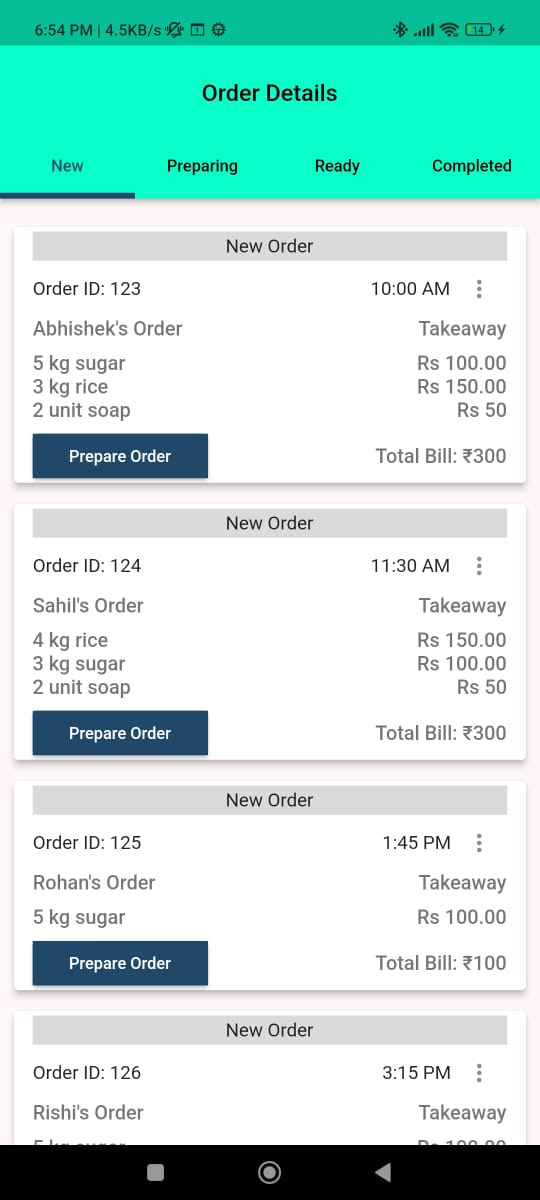 6:54 PM | 4.5KB/s 14
Order Details
New Preparing Ready Completed
New Order
Order ID: 123 10:00 AM
Abhishek's Order Takeaway
5 kg sugar Rs 100.00
3 kg rice Rs 150.00
2 unit soap Rs 50
Prepare Order Total Bill: ₹300
New Order
Order ID: 124 11:30 AM
Sahil's Order Takeaway
4 kg rice Rs 150.00
3 kg sugar Rs 100.00
2 unit soap Rs 50
Prepare Order Total Bill: ₹300
New Order
Order ID: 125 1:45 PM
Rohan's Order Takeaway
5 kg sugar Rs 100.00
Prepare Order Total Bill: ₹100
New Order
Order ID: 126 3:15 PM
Rishi's Order Takeaway